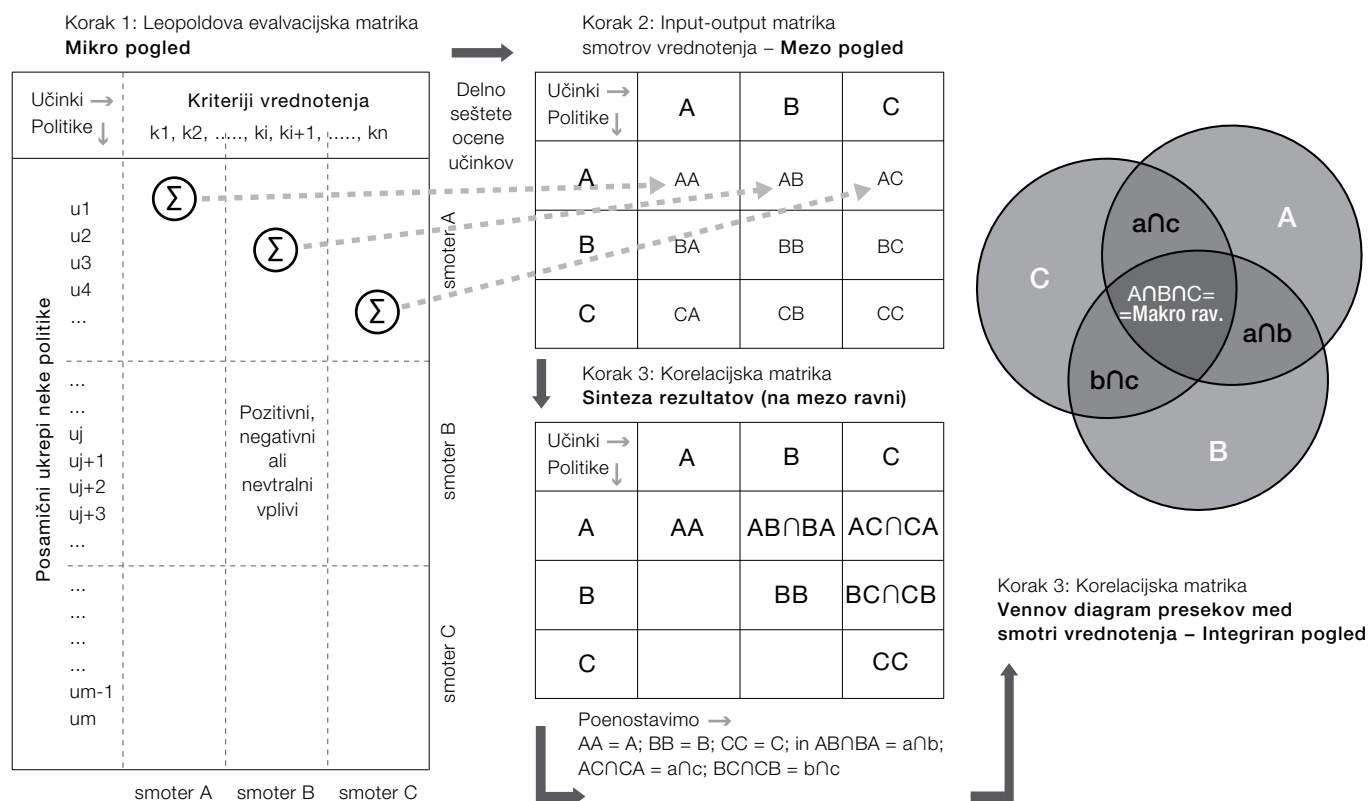 Korak 1: Leopoldova evalvacijska matrika
Mikro pogled
Učinki →
Politike ↓
Kriteriji vrednotenja
k1, k2, ....., ki, ki+1, ....., kn
Posamični ukrepi neke politike
u1
u2
u3
u4
...
...
...
uj
uj+1
uj+2
uj+3
...
...
...
...
...
um-1
um
Σ
Σ
Σ
Pozitivni,
negativni
ali
nevtralni
vplivi
smoter A
smoter B
smoter C
smoter A
smoter B
smoter C
Delno
seštete
ocene
učinkov
Korak 2: Input-output matrika
smotrov vrednotenja – Mezo pogled
Učinki →
Politike ↓
A B C
A AA AB AC
B BA BB BC
C CA CB CC
Korak 3: Korelacijska matrika
Sinteza rezultatov (na mezo ravni)
Učinki →
Politike ↓
A B C
A AA AB∩BA AC∩CA
B BB BC∩CB
C CC
Poenostavimo →
AA = A; BB = B; CC = C; in AB∩BA = a∩b;
AC∩CA = a∩c; BC∩CB = b∩c
A
a∩c
C
A∩B∩C=
=Makro rav.
a∩b
b∩c
B
Korak 3: Korelacijska matrika
Vennov diagram presekov med
smotri vrednotenja – Integriran pogled